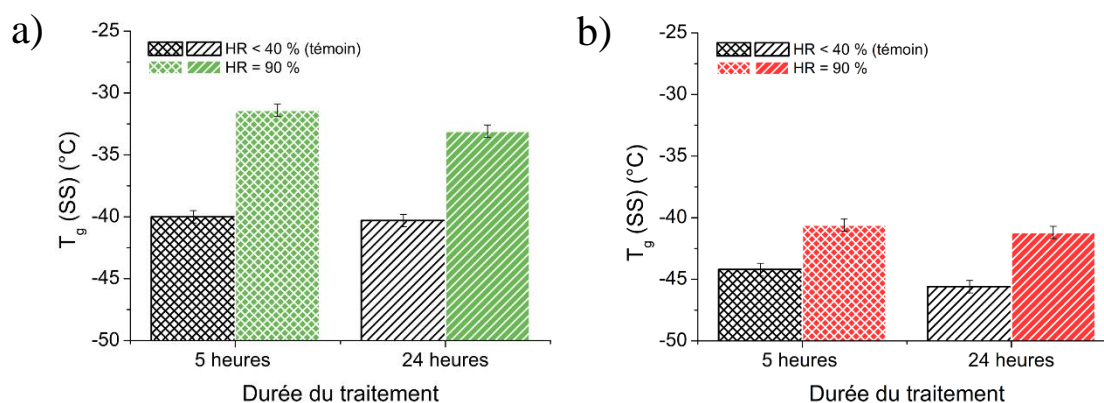 a)
-25
-30
-35
-40
-45
-50
T_g (SS) (°C)
HR < 40 % (témoin)
HR = 90 %
5 heures
24 heures
Durée du traitement
b)
-25
-30
-35
-40
-45
-50
T_g (SS) (°C)
HR < 40 % (témoin)
HR = 90 %
5 heures
24 heures
Durée du traitement